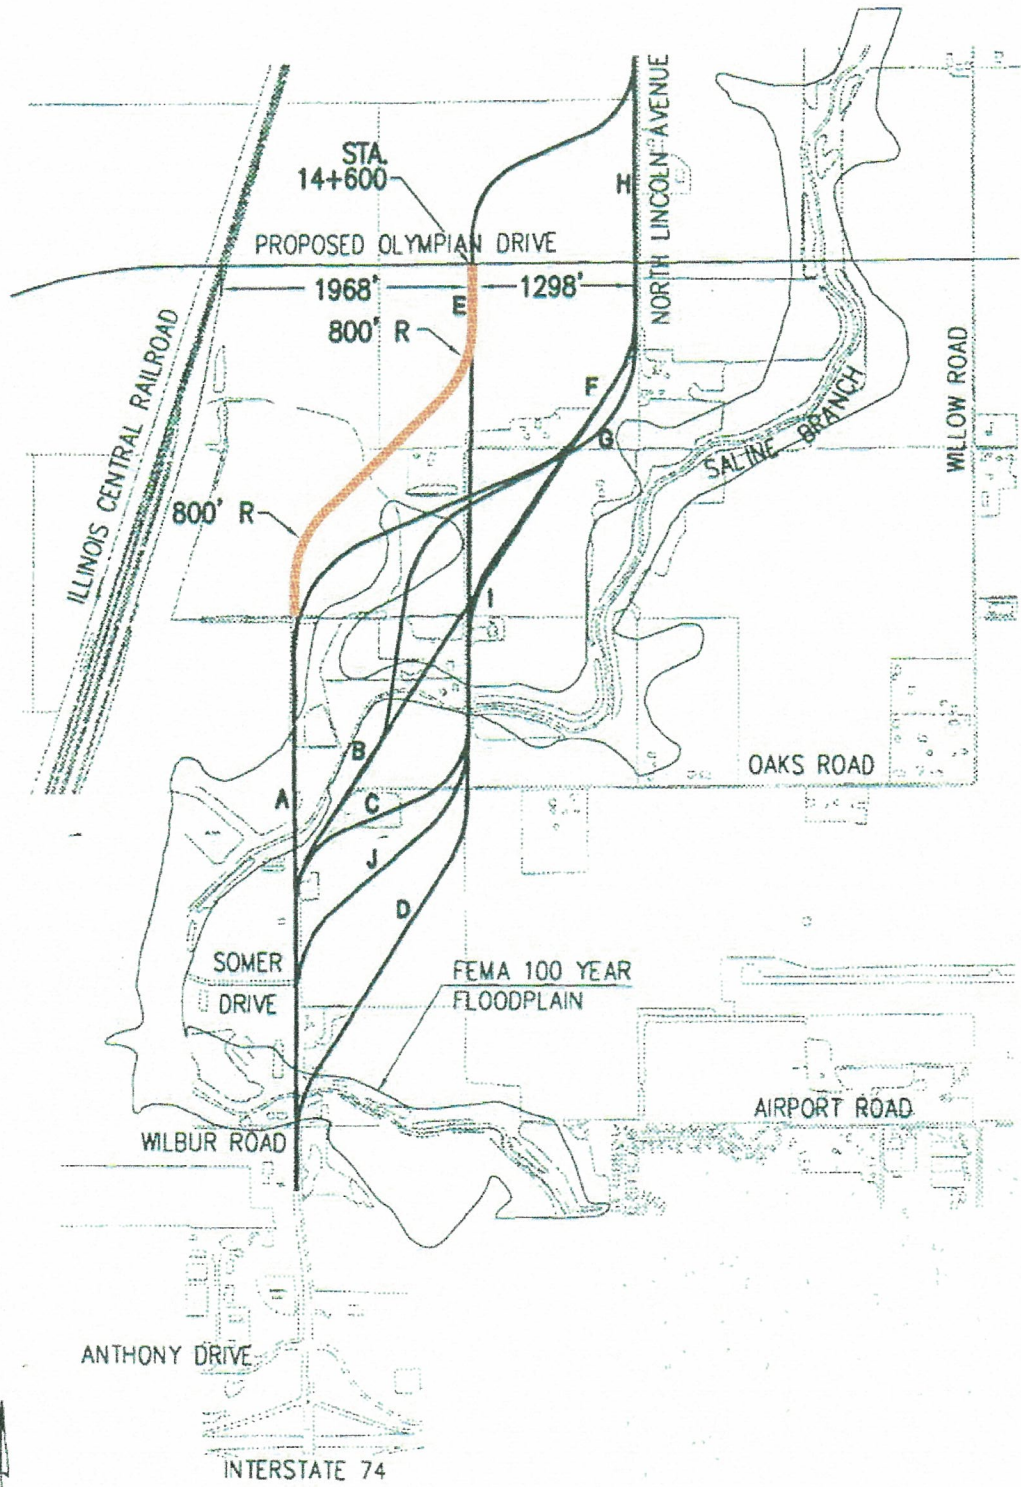 NORTH LINCOLN AVENUE
STA.
14+600
H
PROPOSED OLYMPIAN DRIVE
1968'
E
1298'
800' R
ILLINOIS CENTRAL RAILROAD
WILLOW ROAD
F
G
SALINE BRANCH
800' R
I
B
OAKS ROAD
A
C
J
D
SOMER
DRIVE
FEMA 100 YEAR
FLOODPLAIN
AIRPORT ROAD
WILBUR ROAD
ANTHONY DRIVE
INTERSTATE 74